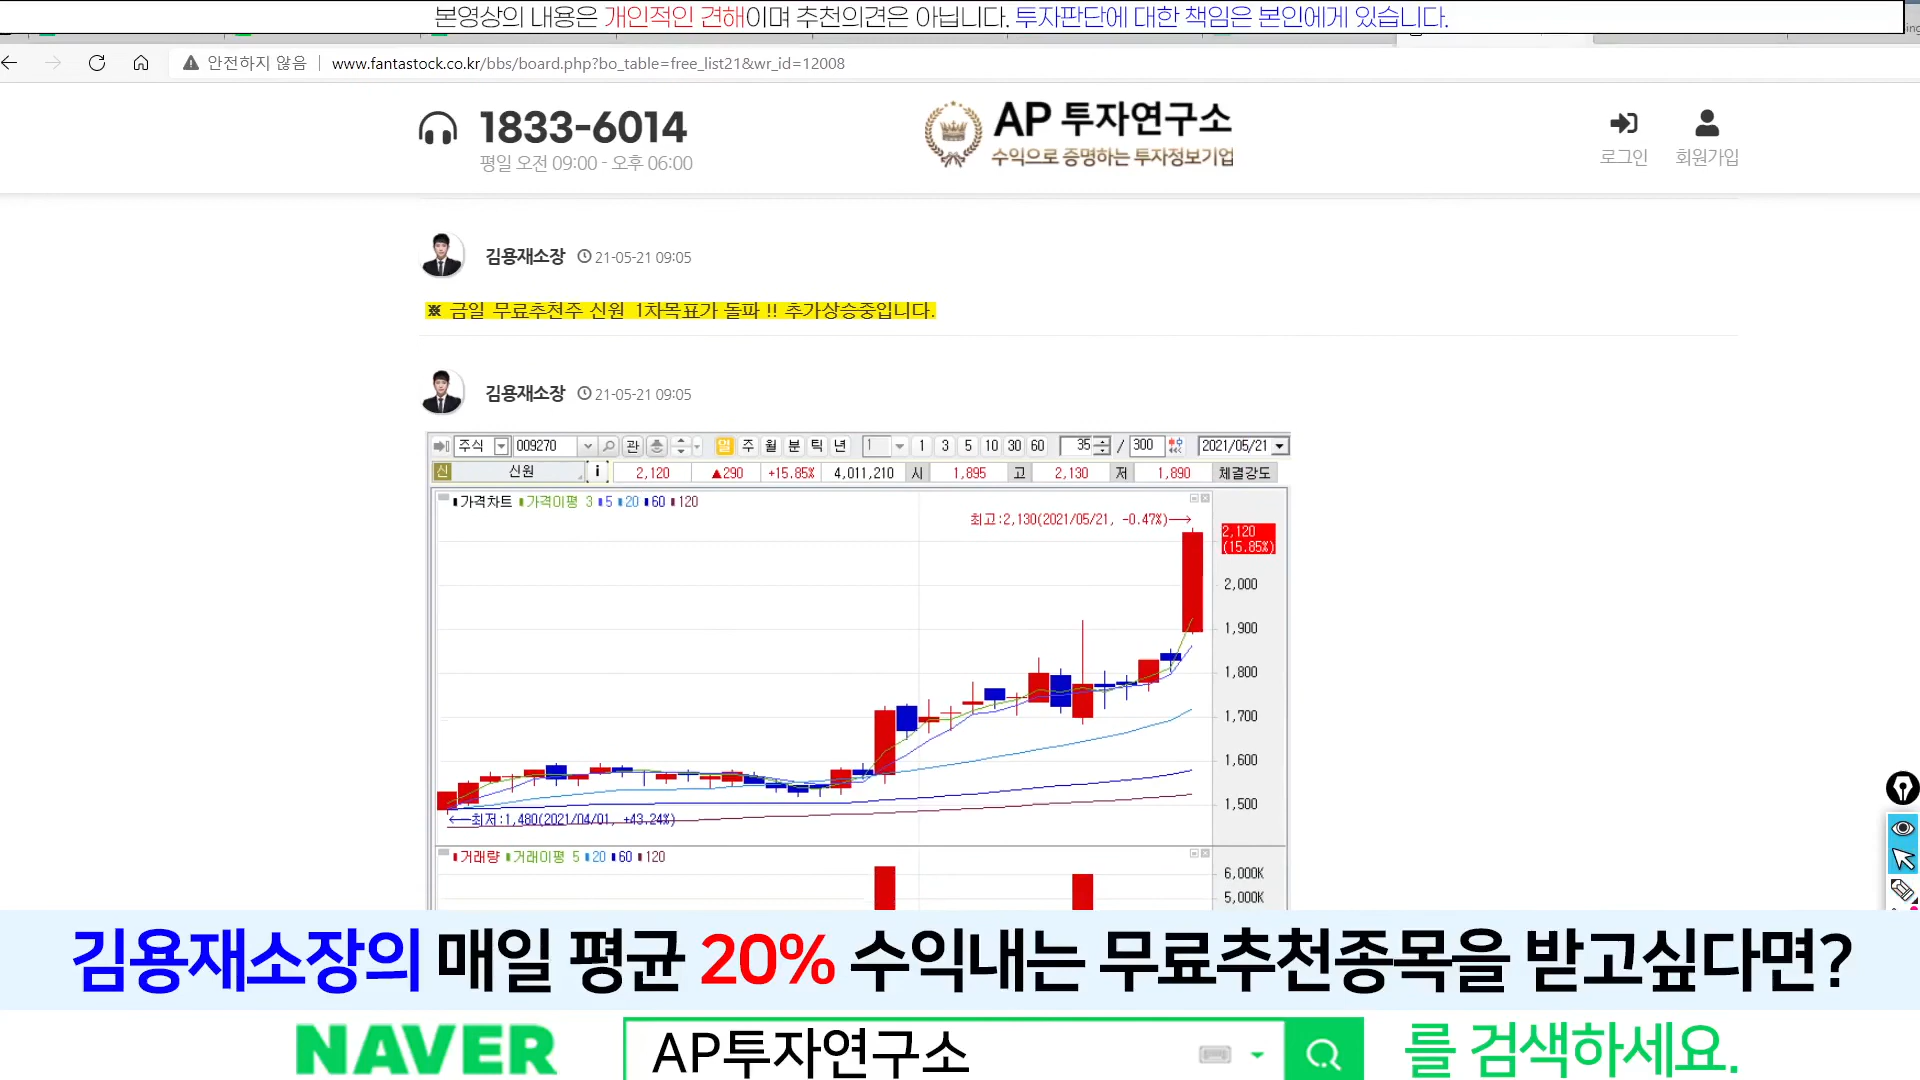 본영상의 내용은 개인적인 견해이며 추천의견은 아닙니다. 투자판단에 대한 책임은 본인에게 있습니다.
안전하지 않음 www.fantastock.co.kr/bbs/board.php?bo_table=free_list21&wr_id=12008
1833-6014
평일 오전 09:00 - 오후 06:00
AP 투자연구소
수익으로 증명하는 투자정보기업
로그인 회원가입
김용재소장 21-05-21 09:05
※ 금일 무료추천주 신원 1차목표가 돌파 !! 추가상승중입니다.
김용재소장 21-05-21 09:05
주식 009270 관 일 주 월 분 틱 년 1 1 3 5 10 30 60 35 / 300 2021/05/21
신 신원 i 2,120 ▲290 +15.85% 4,011,210 시 1,895 고 2,130 저 1,890 체결강도
가격차트 가격이평 3 5 20 60 120
최고:2,130(2021/05/21, -0.47%)
2,120
(15.85%)
2,000
1,900
1,800
1,700
1,600
1,500
최저:1,480(2021/04/01, +43.24%)
거래량 거래이평 5 20 60 120
6,000K
5,000K
김용재소장의 매일 평균 20% 수익내는 무료추천종목을 받고싶다면?
NAVER AP투자연구소 를 검색하세요.